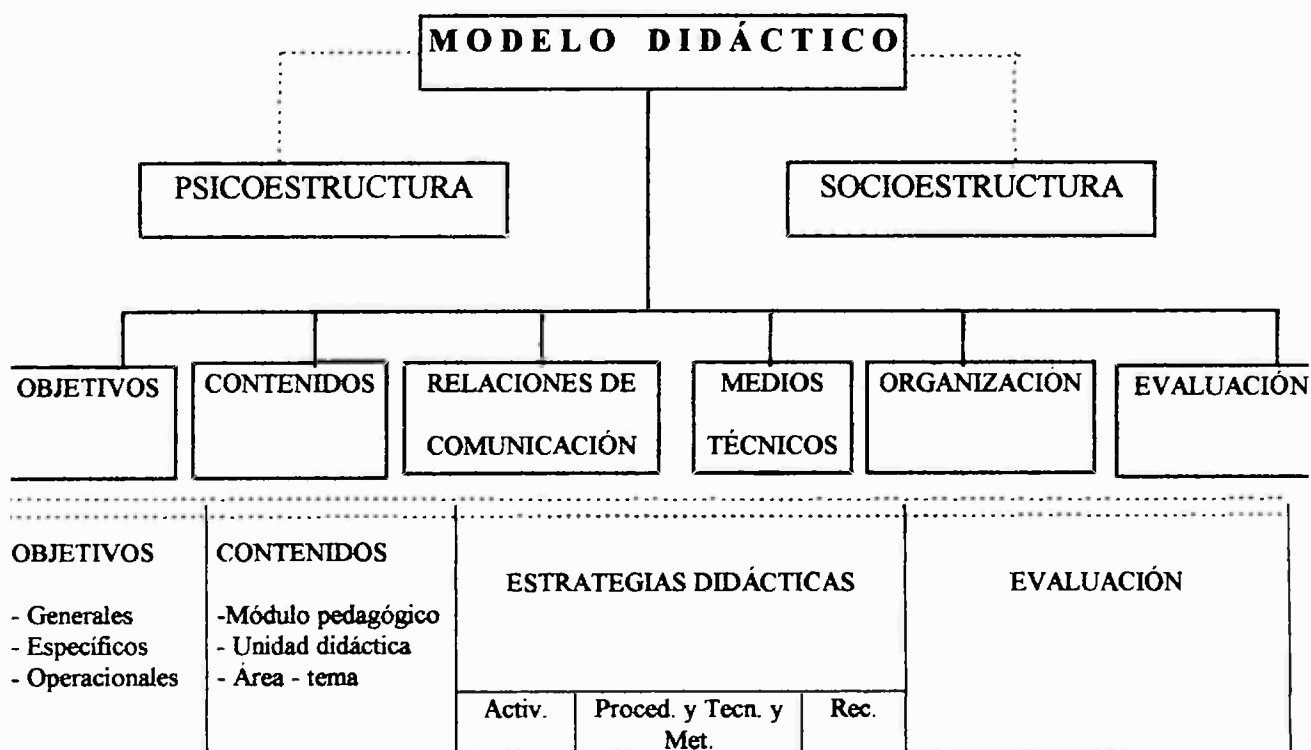 MODELO DIDÁCTICO
PSICOESTRUCTURA
SOCIOESTRUCTURA
OBJETIVOS
CONTENIDOS
RELACIONES DE
COMUNICACIÓN
MEDIOS
TÉCNICOS
ORGANIZACIÓN
EVALUACIÓN
OBJETIVOS
- Generales
- Específicos
- Operacionales
CONTENIDOS
-Módulo pedagógico
- Unidad didáctica
- Área - tema
ESTRATEGIAS DIDÁCTICAS
Activ.
Proced. y Tecn. y
Met.
Rec.
EVALUACIÓN